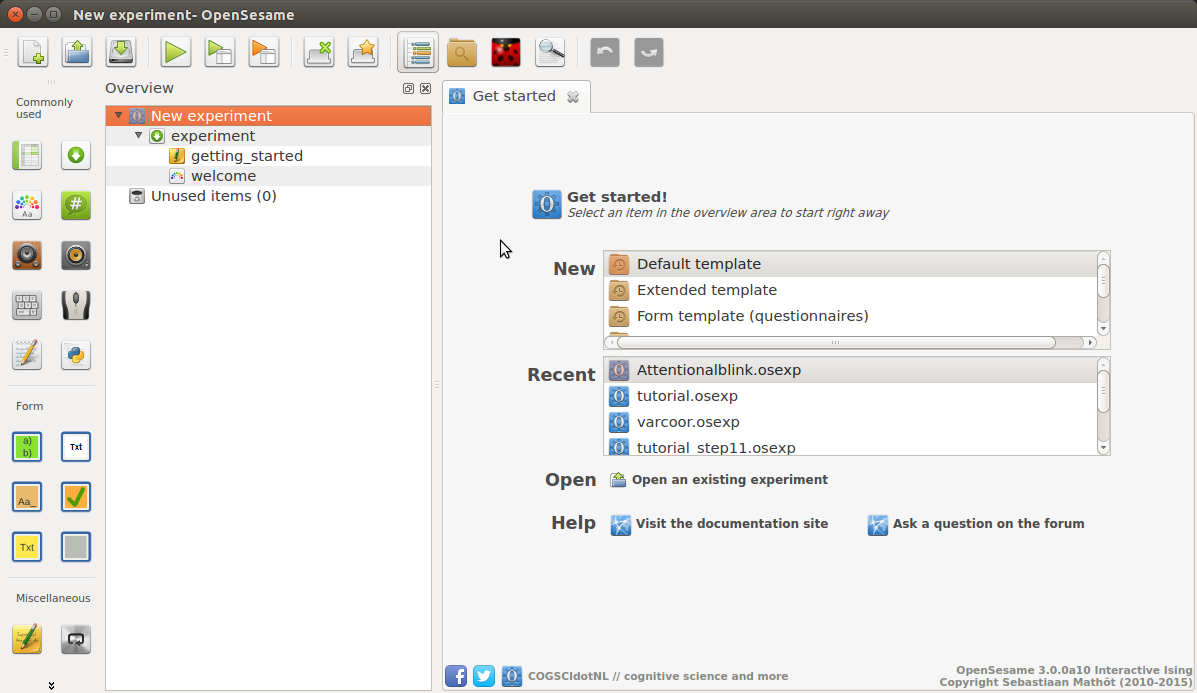 New experiment- OpenSesame
Commonly
used
Aa
#
a)
b)
Txt
Aa_
Txt
Form
Miscellaneous
Overview
New experiment
experiment
getting_started
welcome
Unused items (0)
Get started
Get started!
Select an item in the overview area to start right away
New
Default template
Extended template
Form template (questionnaires)
Recent
Attentionalblink.osexp
tutorial.osexp
varcoor.osexp
tutorial_step11.osexp
Open
Open an existing experiment
Help
Visit the documentation site
Ask a question on the forum
COGSCIdotNL // cognitive science and more
OpenSesame 3.0.0a10 Interactive Ising
Copyright Sebastiaan Mathôt (2010-2015)